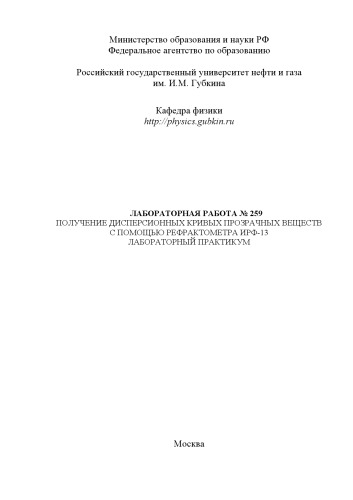 Министерство образования и науки РФ
Федеральное агентство по образованию
Российский государственный университет нефти и газа
им. И.М. Губкина
Кафедра физики
http://physics.gubkin.ru
ЛАБОРАТОРНАЯ РАБОТА № 259
ПОЛУЧЕНИЕ ДИСПЕРСИОННЫХ КРИВЫХ ПРОЗРАЧНЫХ ВЕЩЕСТВ
С ПОМОЩЬЮ РЕФРАКТОМЕТРА ИРФ-13
ЛАБОРАТОРНЫЙ ПРАКТИКУМ
Москва